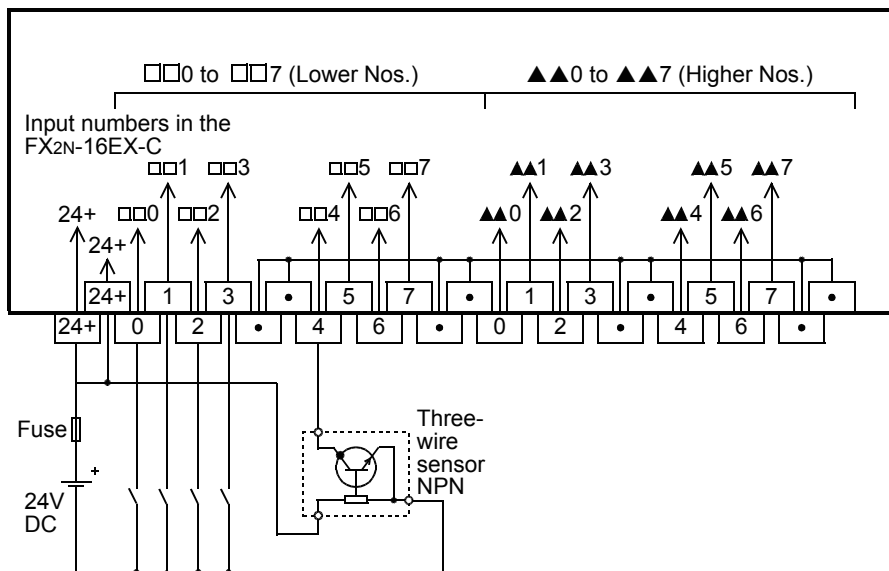 □□0 to □□7 (Lower Nos.) ▲▲0 to ▲▲7 (Higher Nos.)
Input numbers in the
FX2N-16EX-C
□□1 □□3 □□5 □□7 ▲▲1 ▲▲3 ▲▲5 ▲▲7
24+ □□0 □□2 □□4 □□6 ▲▲0 ▲▲2 ▲▲4 ▲▲6
24+
24+ 1 3 • 5 7 • 1 3 • 5 7 •
24+ 0 2 • 4 6 • 0 2 • 4 6 •
Fuse
Three-
wire
sensor
NPN
+
24V
DC